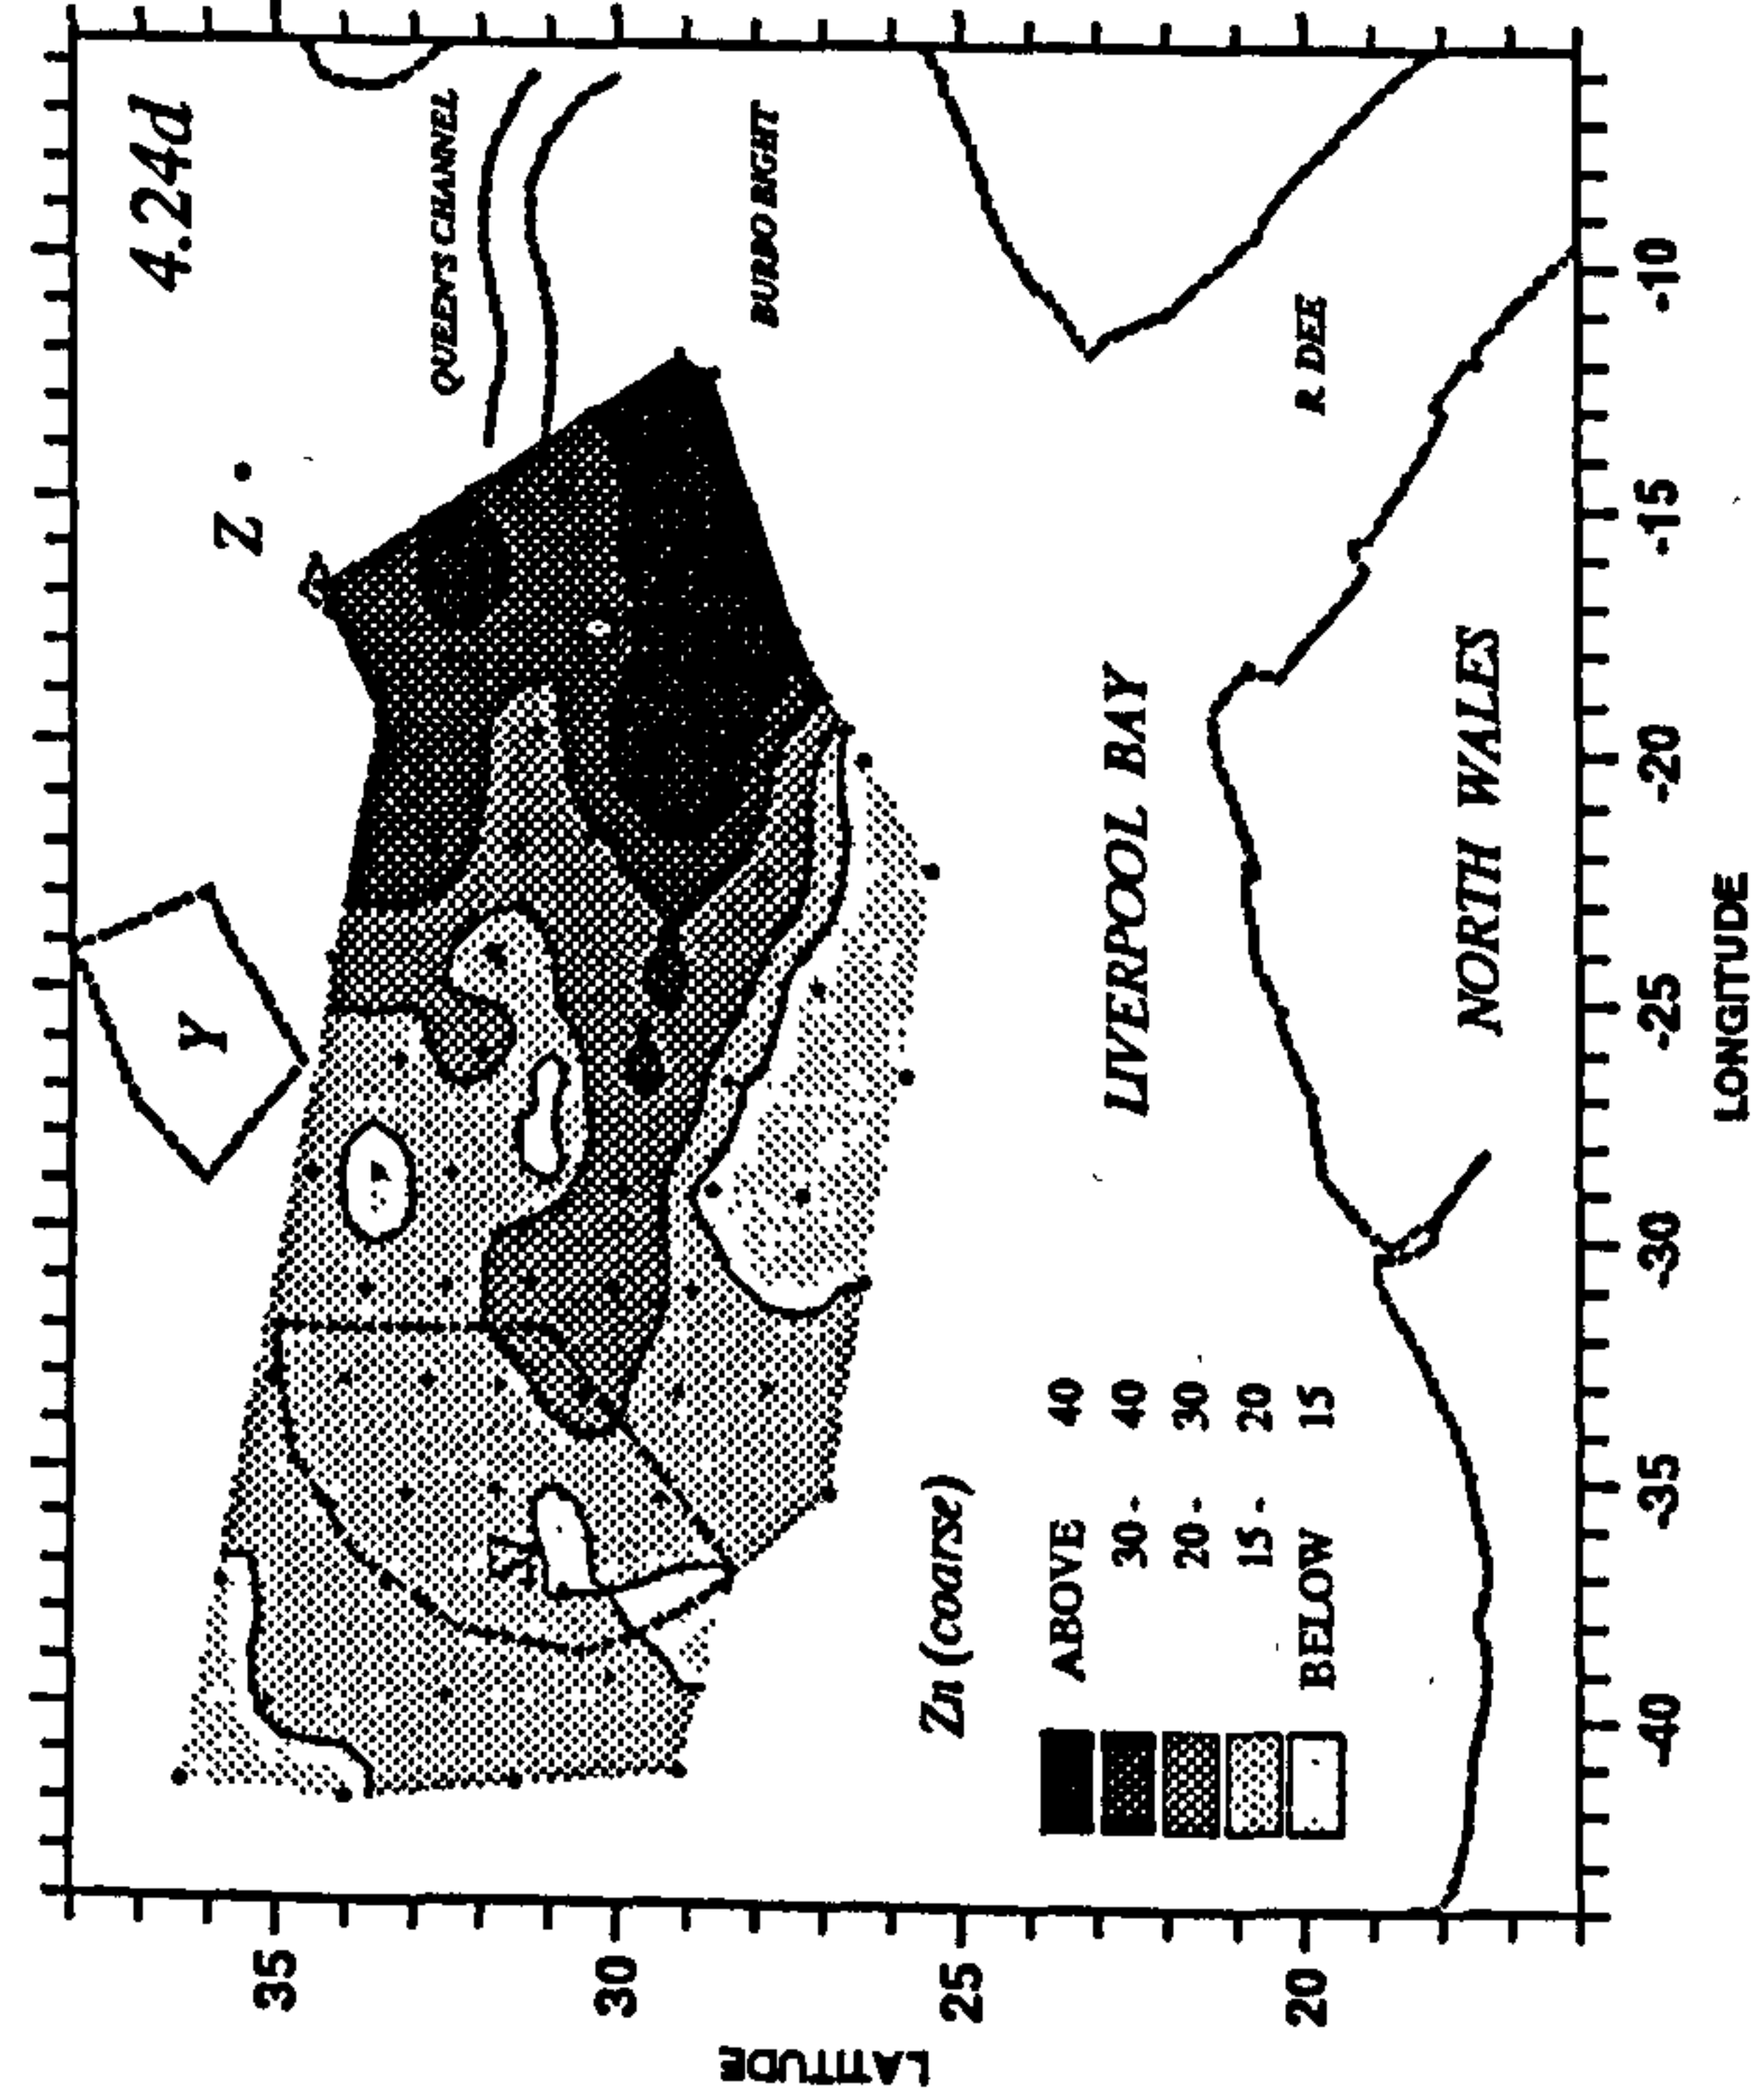 4.24d
Z
Y
X
QUEEN'S CHANNEL
BURBO BIGHT
R. DEE
LIVERPOOL BAY
NORTH WALES
Zn (coarse)
ABOVE 40
30 - 40
20 - 30
15 - 20
BELOW 15
LATITUDE
35
30
25
20
-40
-35
-30
-25
-20
-15
-10
LONGITUDE